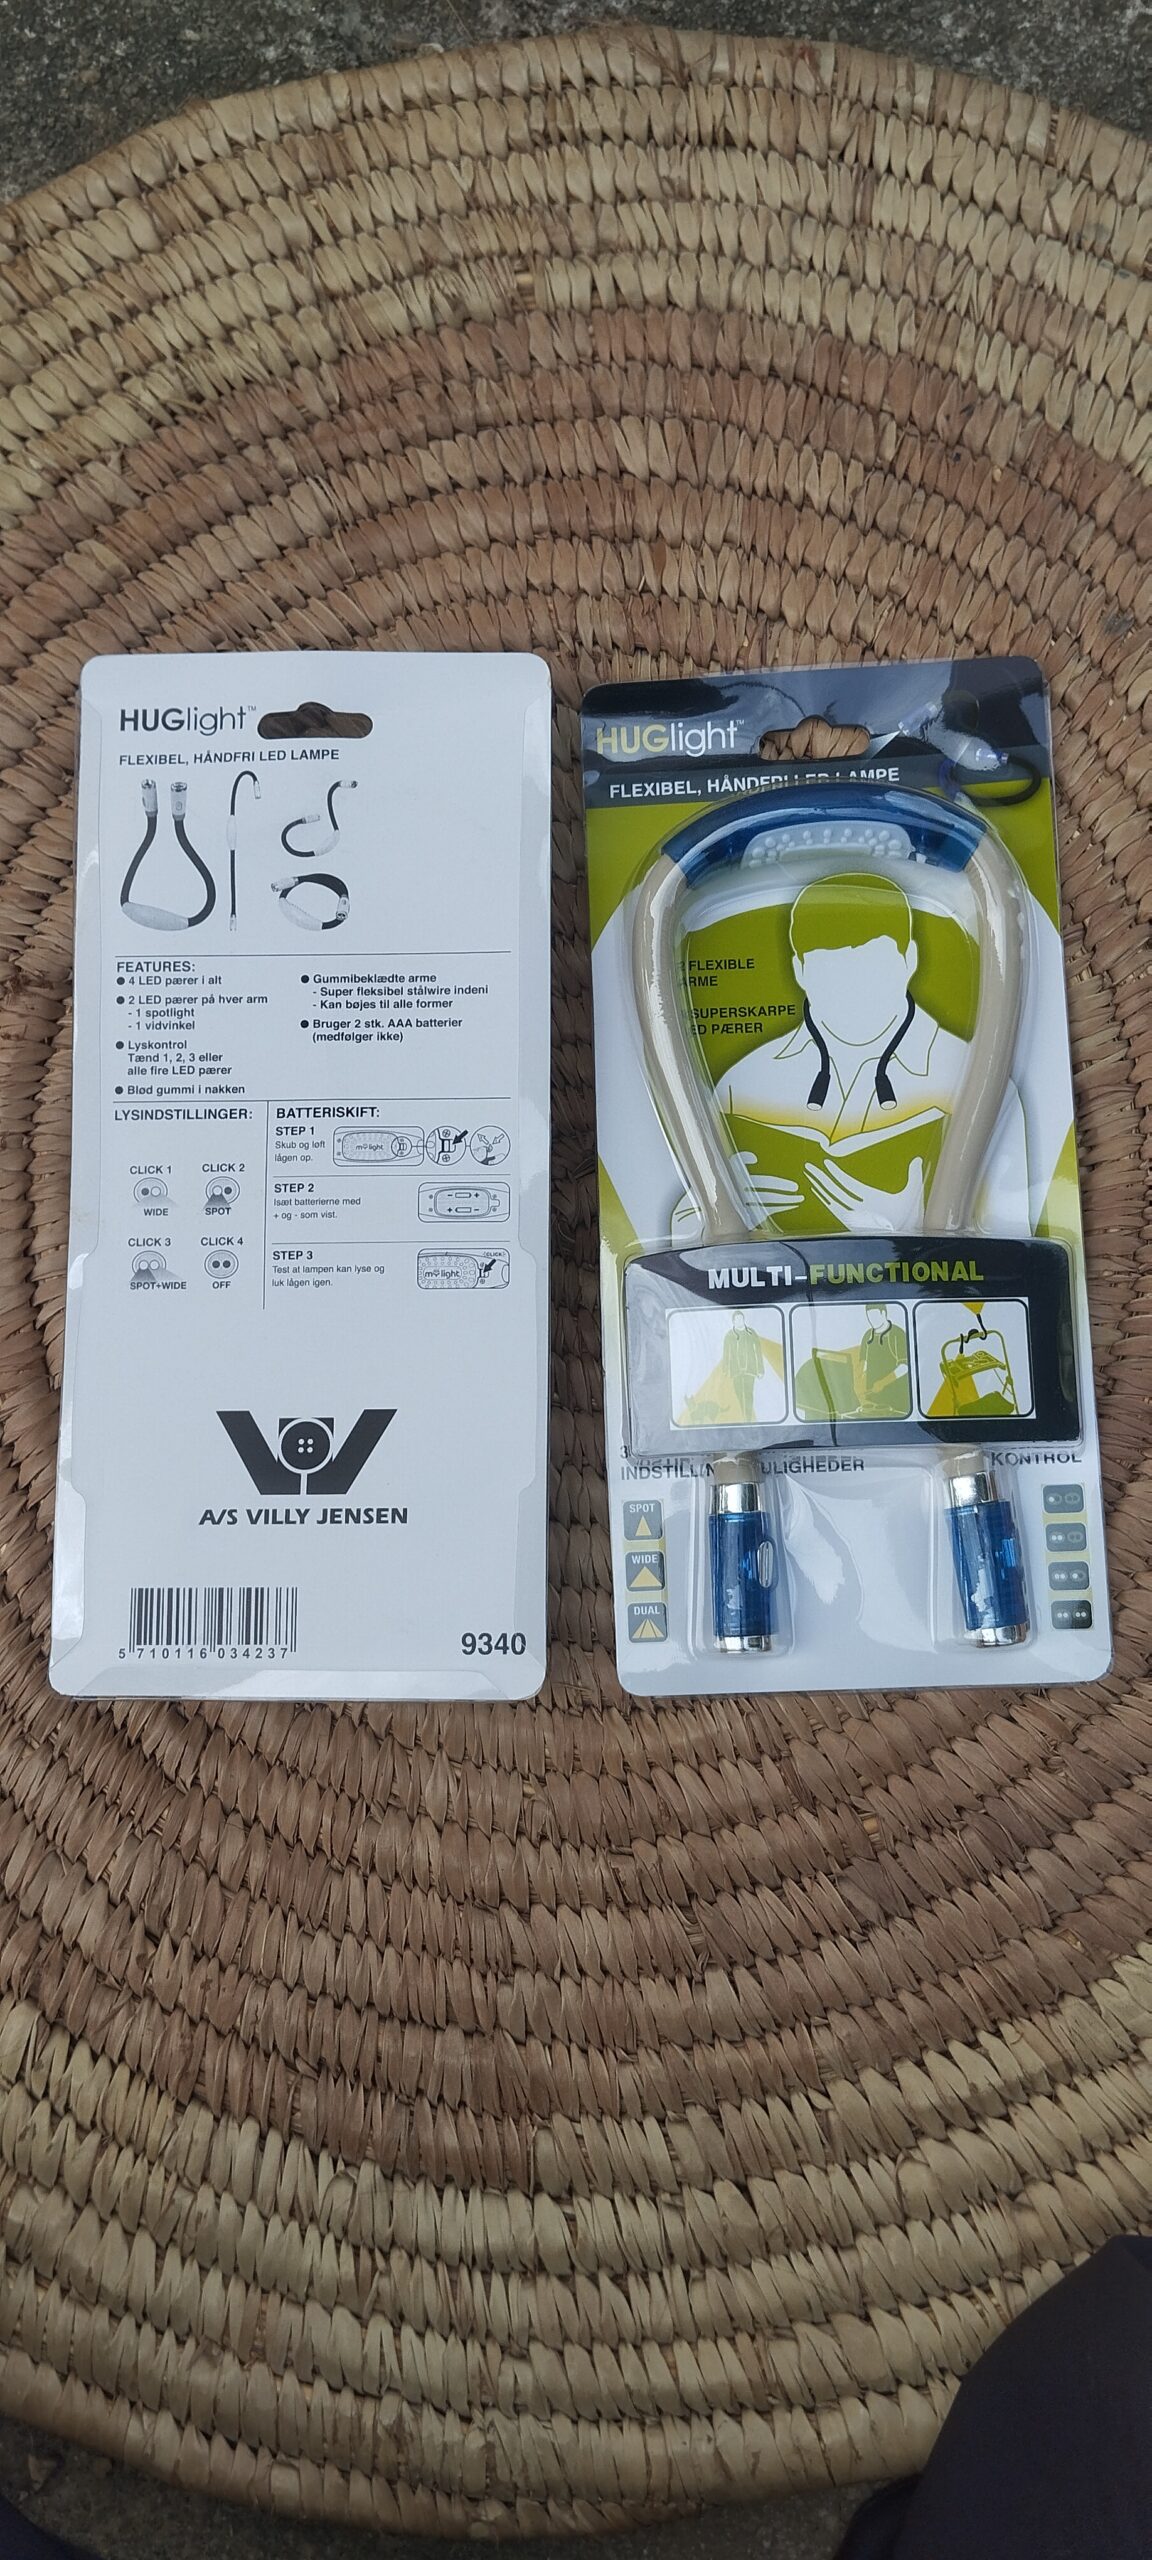 HUGlight™
FLEXIBEL, HÅNDFRI LED LAMPE
FEATURES:
● 4 LED pærer i alt
● 2 LED pærer på hver arm
- 1 spotlight
- 1 vidvinkel
● Lyskontrol
Tænd 1, 2, 3 eller
alle fire LED pærer
● Blød gummi i nakken
● Gummibeklædte arme
- Super fleksibel stålwire indeni
- Kan bøjes til alle former
● Bruger 2 stk. AAA batterier
(medfølger ikke)
LYSINDSTILLINGER:
CLICK 1
WIDE
CLICK 2
SPOT
CLICK 3
SPOT+WIDE
CLICK 4
OFF
BATTERISKIFT:
STEP 1
Skub og løft
lågen op.
STEP 2
Isæt batterierne med
+ og - som vist.
STEP 3
Test at lampen kan lyse og
luk lågen igen.
light
CLICK
light
A/S VILLY JENSEN
5 710116 034237
9340
HUGlight™
FLEXIBEL, HÅNDFRI LED LAMPE
FLEXIBLE
ARME
SUPERSKARPE
LED PÆRER
MULTI-FUNCTIONAL
3
KONTROL
SPOT
WIDE
DUAL